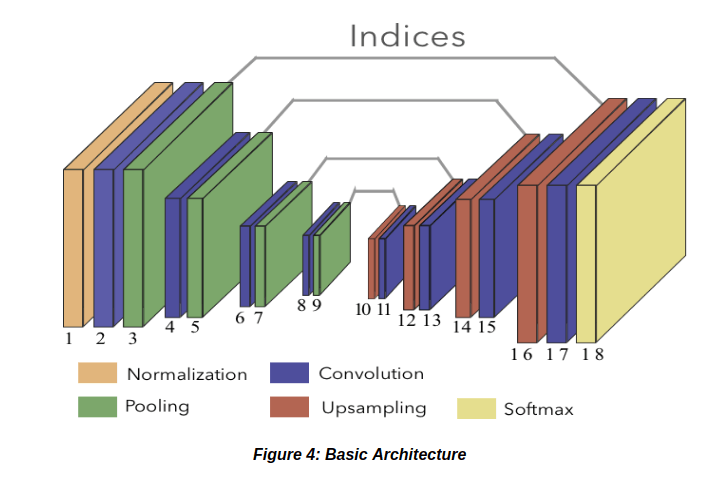 Indices
1 2 3 4 5 6 7 8 9 10 11 12 13 14 15 16 17 18
Normalization Convolution
Pooling Upsampling Softmax
Figure 4: Basic Architecture